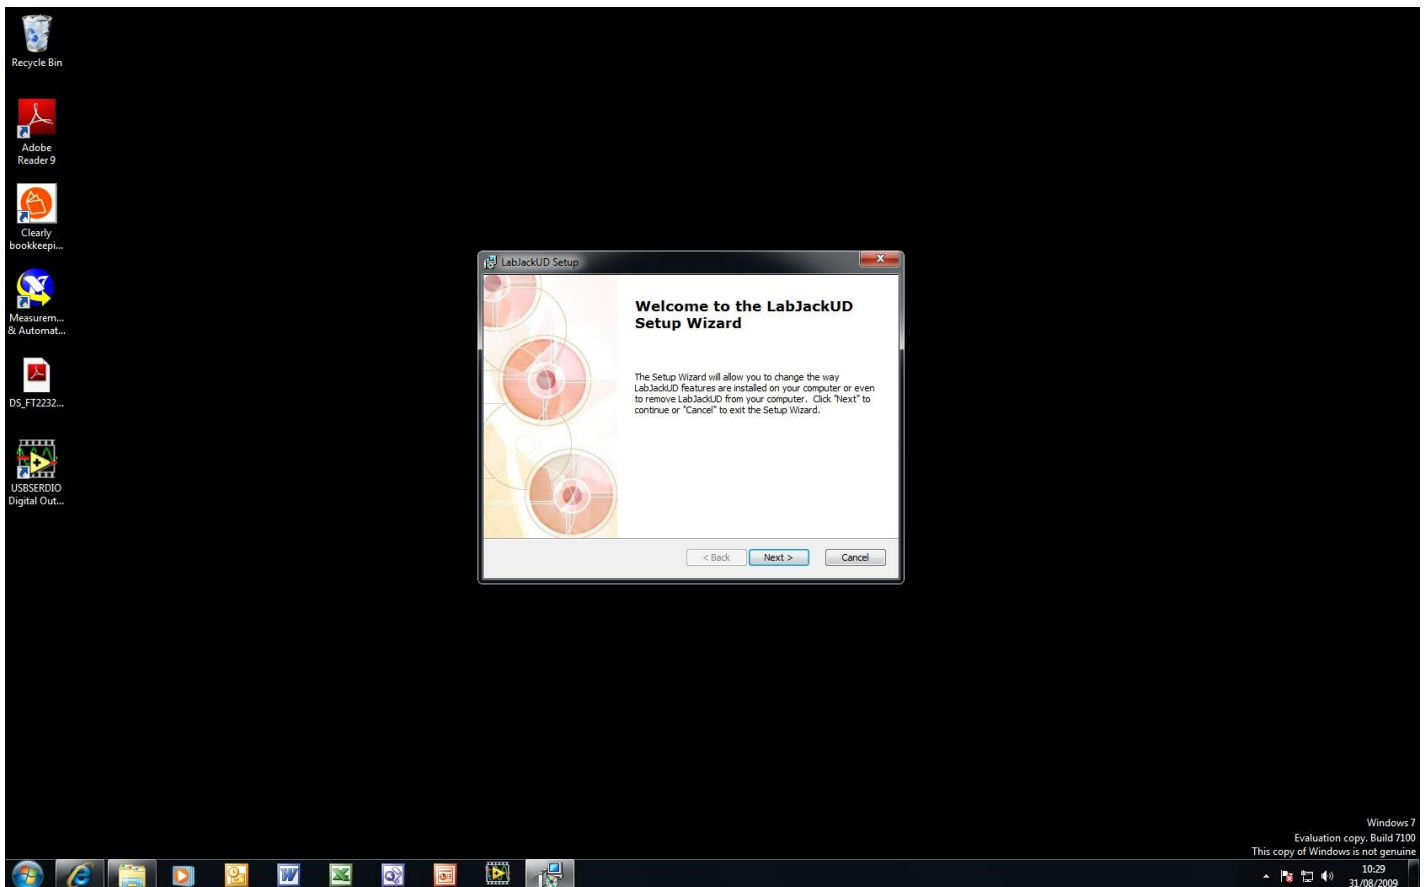 Recycle Bin
Adobe
Reader 9
Clearly
bookkeepi...
Measurem...
& Automat...
DS_FT2232...
USBSERDIO
Digital Out...
LabJackUD Setup
Welcome to the LabJackUD
Setup Wizard
The Setup Wizard will allow you to change the way
LabJackUD features are installed on your computer or even
to remove LabJackUD from your computer. Click "Next" to
continue or "Cancel" to exit the Setup Wizard.
< Back Next > Cancel
Windows 7
Evaluation copy. Build 7100
This copy of Windows is not genuine
10:29
31/08/2009